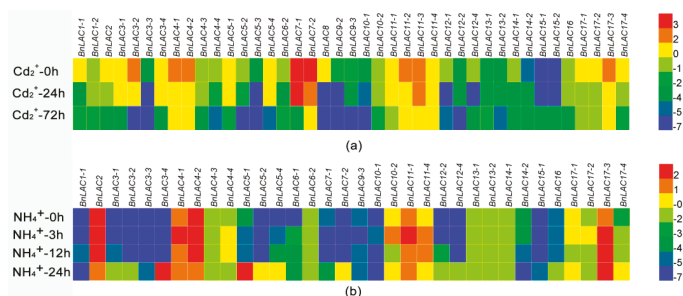 BnLAC1-1 BnLAC1-2 BnLAC2 BnLAC3-1 BnLAC3-2 BnLAC3-3 BnLAC3-4 BnLAC4-1 BnLAC4-2 BnLAC4-3 BnLAC4-4 BnLAC5-1 BnLAC5-2 BnLAC5-3 BnLAC5-4 BnLAC6-2 BnLAC7-1 BnLAC7-2 BnLAC8 BnLAC9-2 BnLAC9-3 BnLAC10-1 BnLAC10-2 BnLAC11-1 BnLAC11-2 BnLAC11-3 BnLAC11-4 BnLAC12-1 BnLAC12-2 BnLAC12-4 BnLAC13-1 BnLAC13-2 BnLAC14-1 BnLAC14-2 BnLAC15-1 BnLAC15-2 BnLAC16 BnLAC17-1 BnLAC17-2 BnLAC17-3 BnLAC17-4
Cd₂⁺-0h
Cd₂⁺-24h
Cd₂⁺-72h
3
2
0
-1
-2
-4
-5
-7
(a)
BnLAC1-1 BnLAC2 BnLAC3-1 BnLAC3-2 BnLAC3-3 BnLAC3-4 BnLAC4-1 BnLAC4-2 BnLAC4-3 BnLAC4-4 BnLAC5-1 BnLAC5-2 BnLAC5-4 BnLAC6-1 BnLAC6-2 BnLAC7-1 BnLAC7-2 BnLAC9-3 BnLAC10-1 BnLAC10-2 BnLAC11-1 BnLAC11-4 BnLAC12-2 BnLAC12-4 BnLAC13-1 BnLAC13-2 BnLAC14-1 BnLAC14-2 BnLAC15-1 BnLAC16 BnLAC17-1 BnLAC17-2 BnLAC17-3 BnLAC17-4
NH₄⁺-0h
NH₄⁺-3h
NH₄⁺-12h
NH₄⁺-24h
2
1
-0
-1
-2
-4
-5
-7
(b)